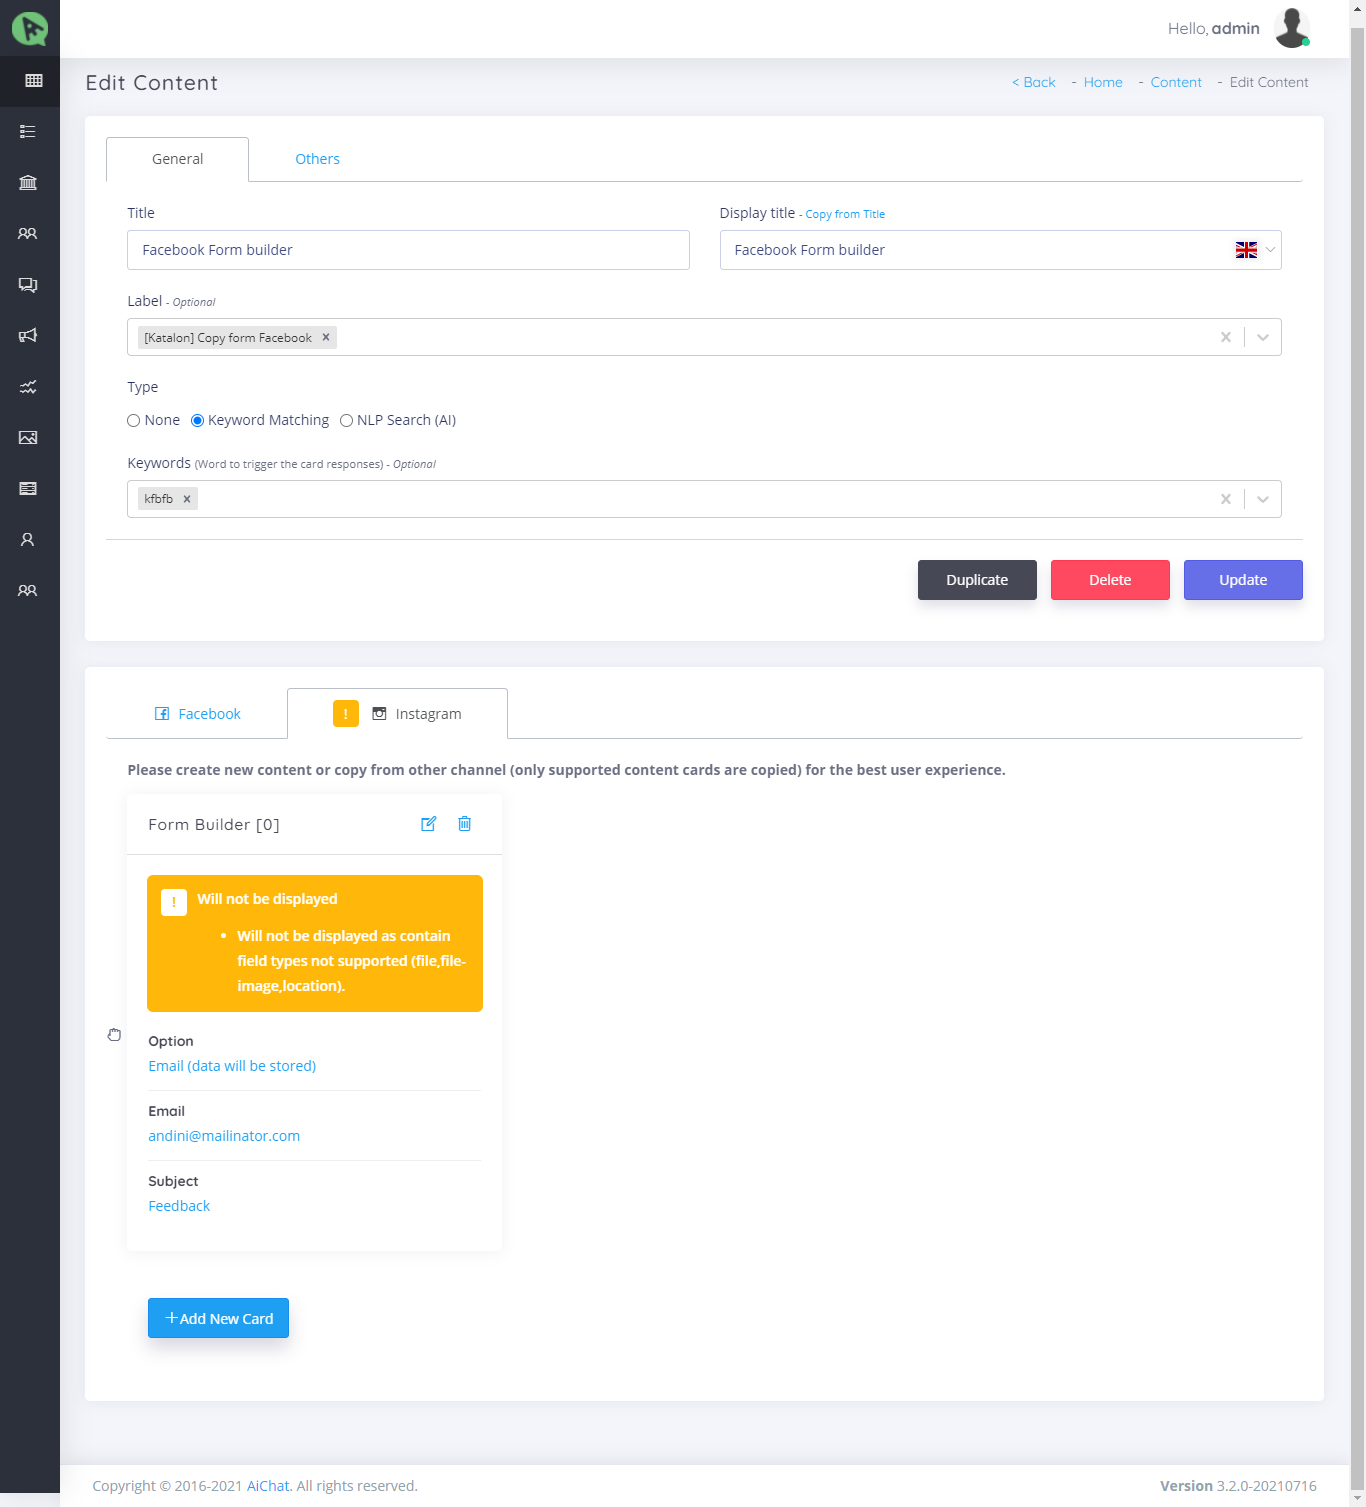 Hello, admin
Edit Content
< Back - Home - Content - Edit Content
General
Others
Title
Display title - Copy from Title
Facebook Form builder
Facebook Form builder
Label - Optional
[Katalon] Copy form Facebook ×
Type
None Keyword Matching NLP Search (AI)
Keywords (Word to trigger the card responses) - Optional
kfbfb ×
Duplicate
Delete
Update
Facebook
! Instagram
Please create new content or copy from other channel (only supported content cards are copied) for the best user experience.
Form Builder [0]
! Will not be displayed
• Will not be displayed as contain
field types not supported (file,file-
image,location).
Option
Email (data will be stored)
Email
andini@mailinator.com
Subject
Feedback
+Add New Card
Copyright © 2016-2021 AiChat. All rights reserved.
Version 3.2.0-20210716